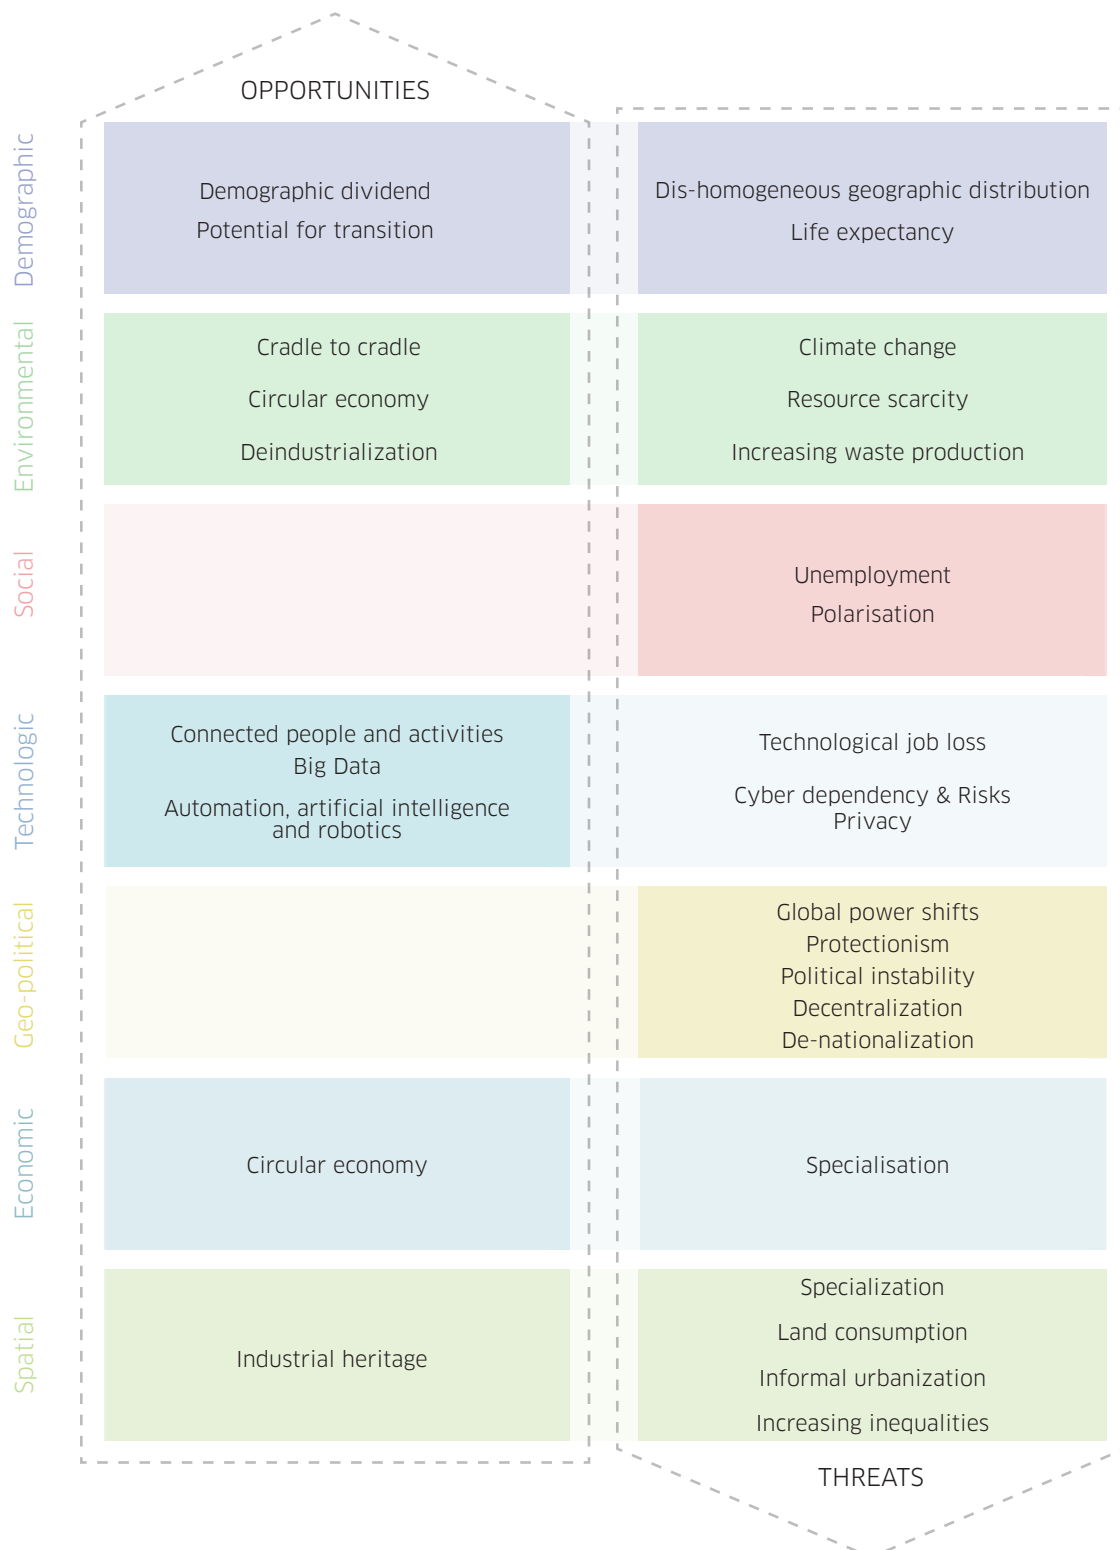 OPPORTUNITIES
Demographic
Demographic dividend
Potential for transition
Dis-homogeneous geographic distribution
Life expectancy
Environmental
Cradle to cradle
Circular economy
Deindustrialization
Climate change
Resource scarcity
Increasing waste production
Social
Unemployment
Polarisation
Technologic
Connected people and activities
Big Data
Automation, artificial intelligence
and robotics
Technological job loss
Cyber dependency & Risks
Privacy
Geo-political
Global power shifts
Protectionism
Political instability
Decentralization
De-nationalization
Economic
Circular economy
Specialisation
Spatial
Industrial heritage
Specialization
Land consumption
Informal urbanization
Increasing inequalities
THREATS